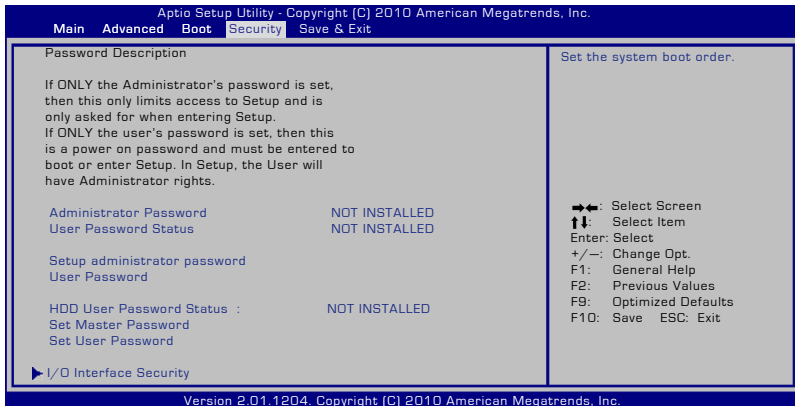 Aptio Setup Utility - Copyright (C) 2010 American Megatrends, Inc.
Main Advanced Boot Security Save & Exit
Password Description
If ONLY the Administrator's password is set,
then this only limits access to Setup and is
only asked for when entering Setup.
If ONLY the user's password is set, then this
is a power on password and must be entered to
boot or enter Setup. In Setup, the User will
have Administrator rights.
Administrator Password NOT INSTALLED
User Password Status NOT INSTALLED
Setup administrator password
User Password
HDD User Password Status : NOT INSTALLED
Set Master Password
Set User Password
I/O Interface Security
Set the system boot order.
→←: Select Screen
↑↓: Select Item
Enter: Select
+/—: Change Opt.
F1: General Help
F2: Previous Values
F9: Optimized Defaults
F10: Save ESC: Exit
Version 2.01.1204. Copyright (C) 2010 American Megatrends, Inc.